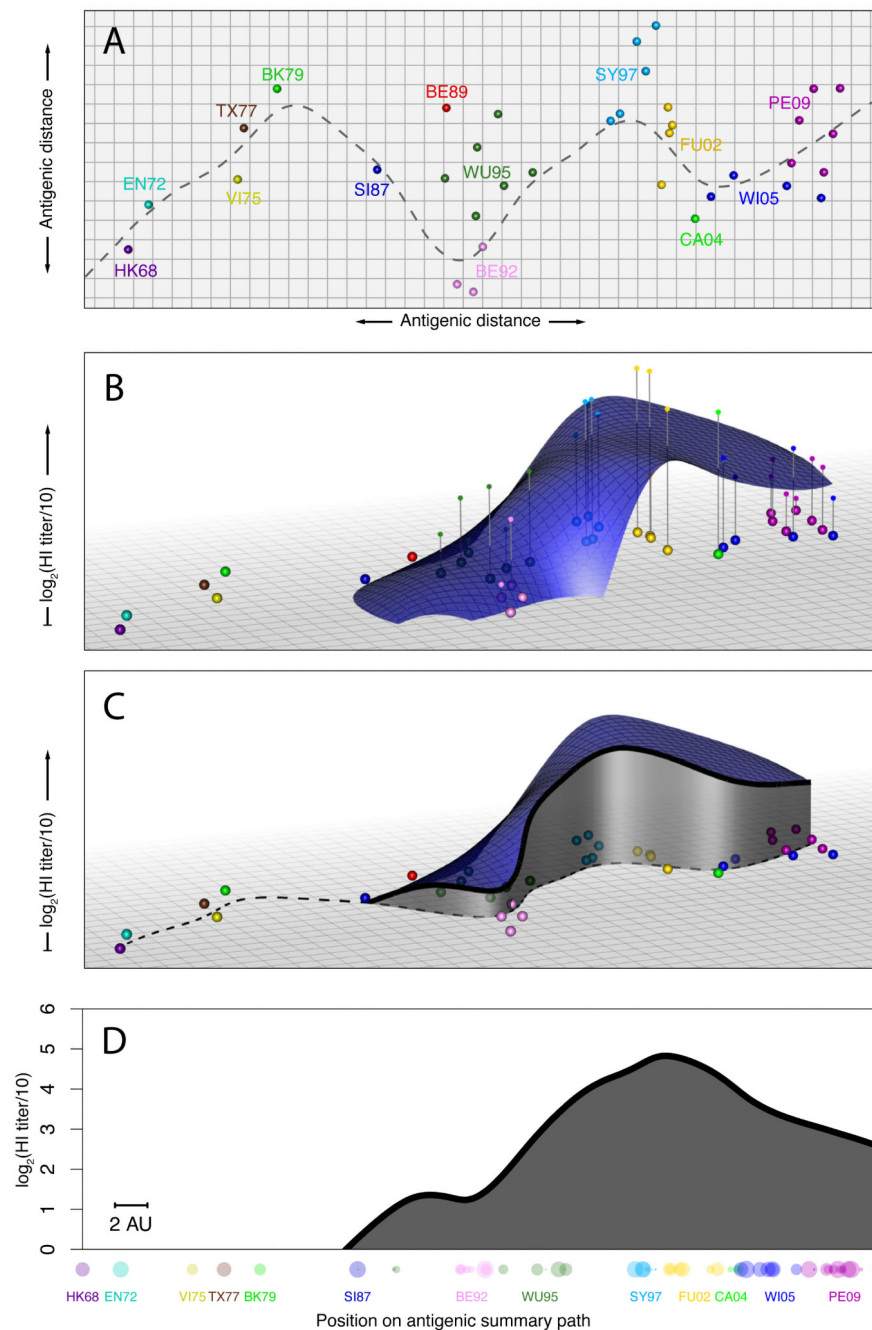 A
Antigenic distance
SY97
BK79
BE89
TX77
PE09
FU02
WU95
EN72
VI75
SI87
WI05
CA04
HK68
BE92
Antigenic distance
B
log2(HI titer/10)
C
log2(HI titer/10)
D
6
5
4
3
2
1
0
log2(HI titer/10)
2 AU
HK68 EN72 VI75 TX77 BK79 SI87 BE92 WU95 SY97 FU02 CA04 WI05 PE09
Position on antigenic summary path